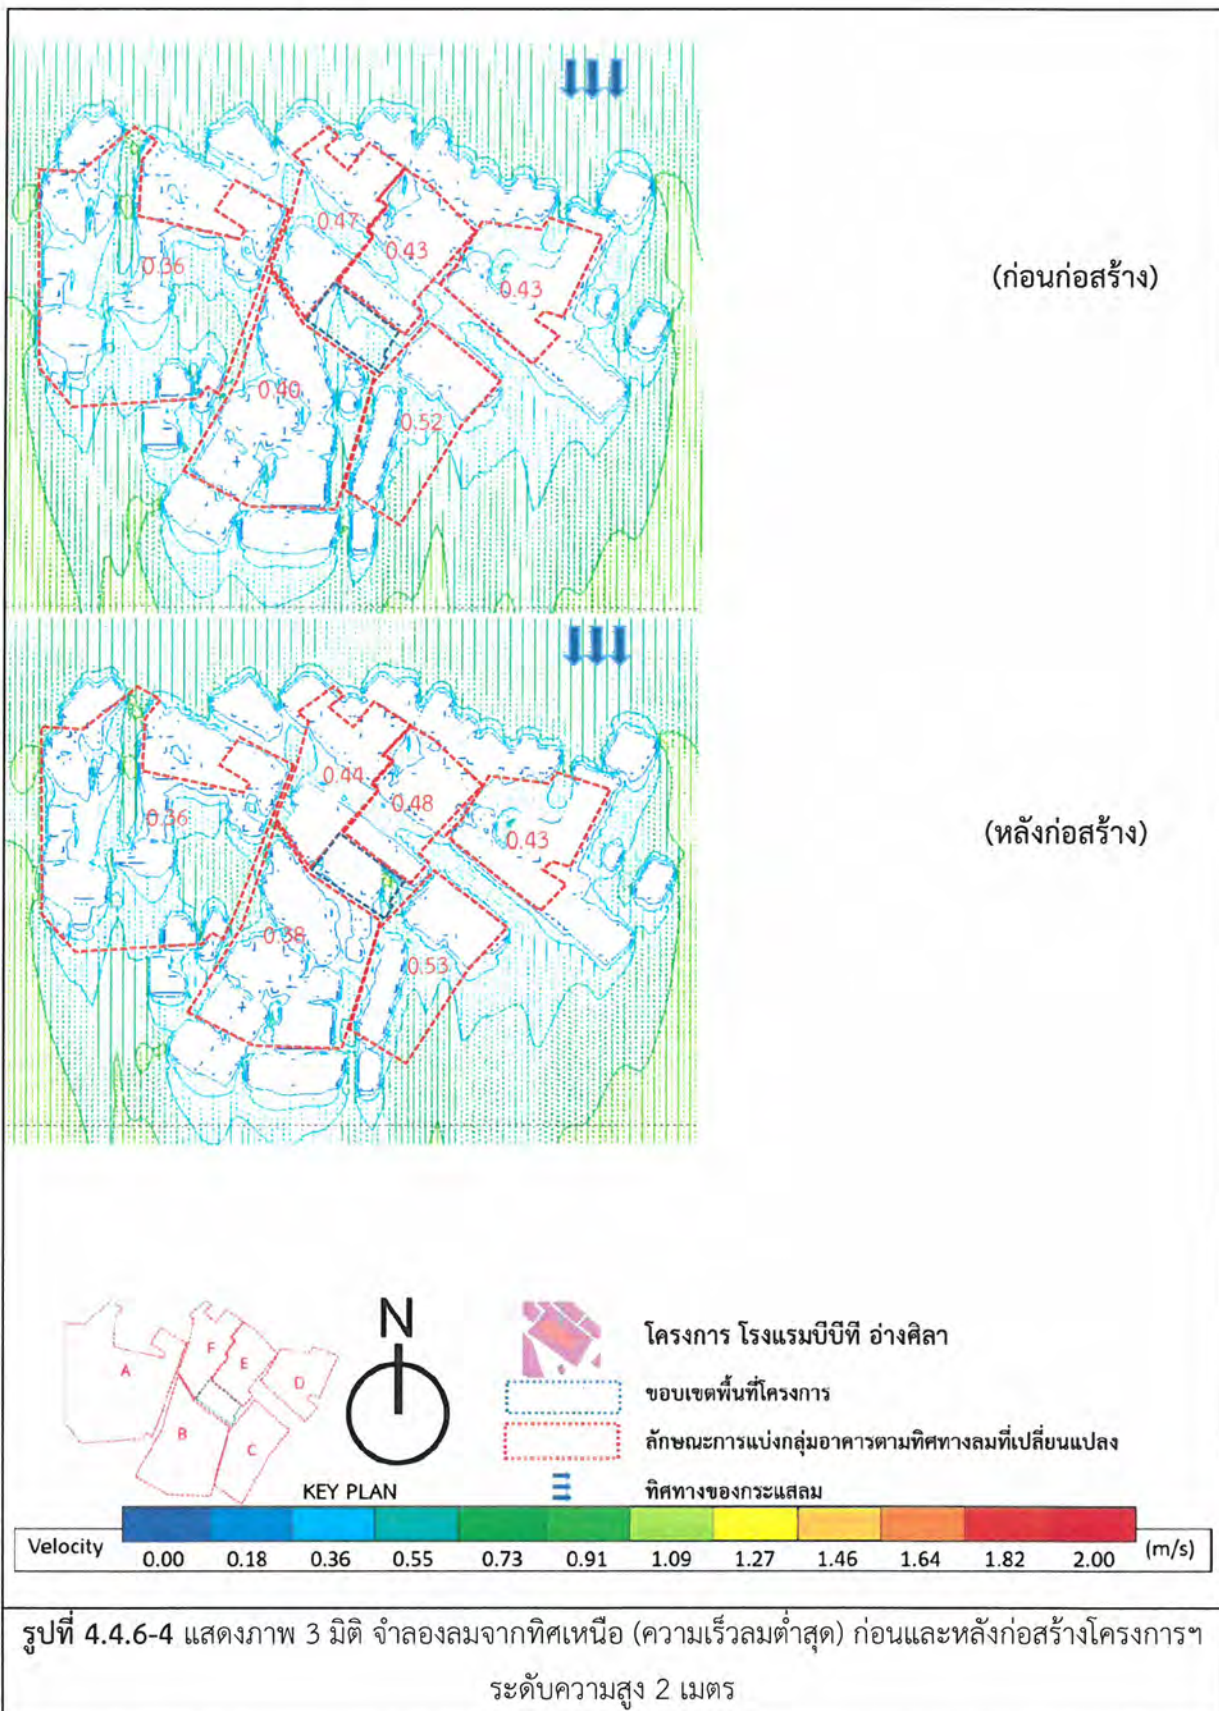 (ก่อนก่อสร้าง)
0.47
0.43
0.36
0.43
0.40
0.52
(หลังก่อสร้าง)
0.44
0.48
0.36
0.43
0.38
0.53
N
โครงการ โรงแรมบีบีที อ่างศิลา
F
E
A
D
ขอบเขตพื้นที่โครงการ
B
C
ลักษณะการแบ่งกลุ่มอาคารตามทิศทางลมที่เปลี่ยนแปลง
KEY PLAN
ทิศทางของกระแสลม
Velocity 0.00 0.18 0.36 0.55 0.73 0.91 1.09 1.27 1.46 1.64 1.82 2.00 (m/s)
รูปที่ 4.4.6-4 แสดงภาพ 3 มิติ จำลองลมจากทิศเหนือ (ความเร็วลมต่ำสุด) ก่อนและหลังก่อสร้างโครงการฯ
ระดับความสูง 2 เมตร